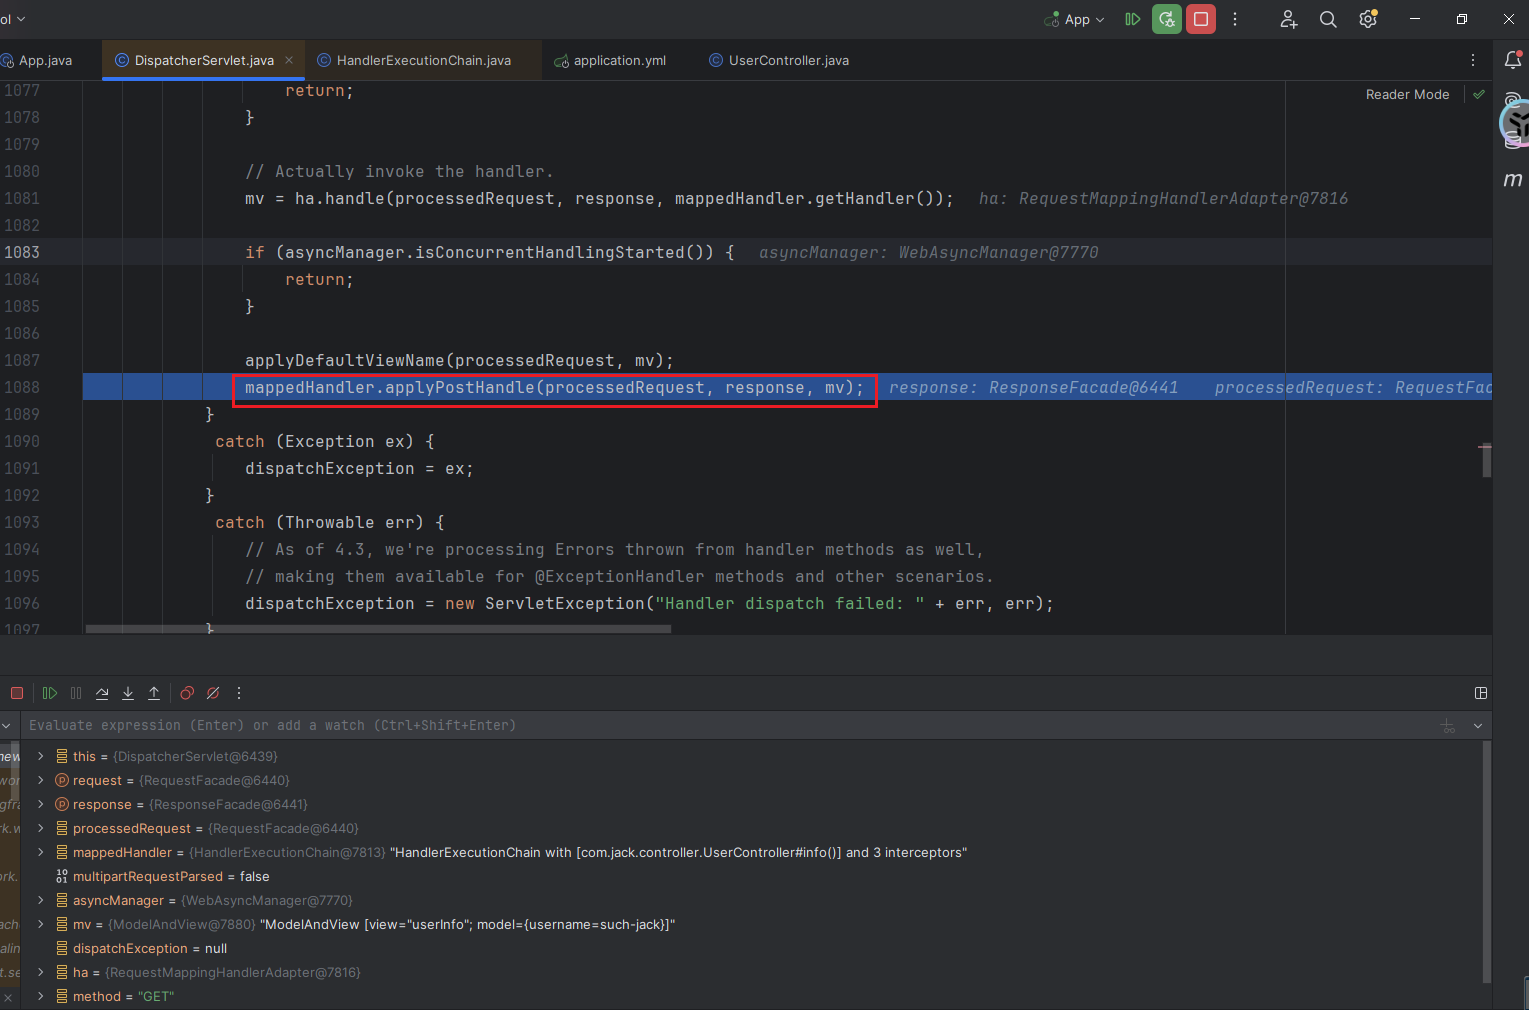 ol
App
App.java
DispatcherServlet.java
HandlerExecutionChain.java
application.yml
UserController.java
Reader Mode
1077 return;
1078 }
1079
1080 // Actually invoke the handler.
1081 mv = ha.handle(processedRequest, response, mappedHandler.getHandler()); ha: RequestMappingHandlerAdapter@7816
1082
1083 if (asyncManager.isConcurrentHandlingStarted()) { asyncManager: WebAsyncManager@7770
1084 return;
1085 }
1086
1087 applyDefaultViewName(processedRequest, mv);
1088 mappedHandler.applyPostHandle(processedRequest, response, mv); response: ResponseFacade@6441 processedRequest: RequestFac
1089 }
1090 catch (Exception ex) {
1091 dispatchException = ex;
1092 }
1093 catch (Throwable err) {
1094 // As of 4.3, we're processing Errors thrown from handler methods as well,
1095 // making them available for @ExceptionHandler methods and other scenarios.
1096 dispatchException = new ServletException("Handler dispatch failed: " + err, err);
1097 }
m
Evaluate expression (Enter) or add a watch (Ctrl+Shift+Enter)
this = {DispatcherServlet@6439}
request = {RequestFacade@6440}
response = {ResponseFacade@6441}
processedRequest = {RequestFacade@6440}
mappedHandler = {HandlerExecutionChain@7813} "HandlerExecutionChain with [com.jack.controller.UserController#info()] and 3 interceptors"
multipartRequestParsed = false
asyncManager = {WebAsyncManager@7770}
mv = {ModelAndView@7880} "ModelAndView [view="userInfo"; model={username=such-jack}]"
dispatchException = null
ha = {RequestMappingHandlerAdapter@7816}
method = "GET"